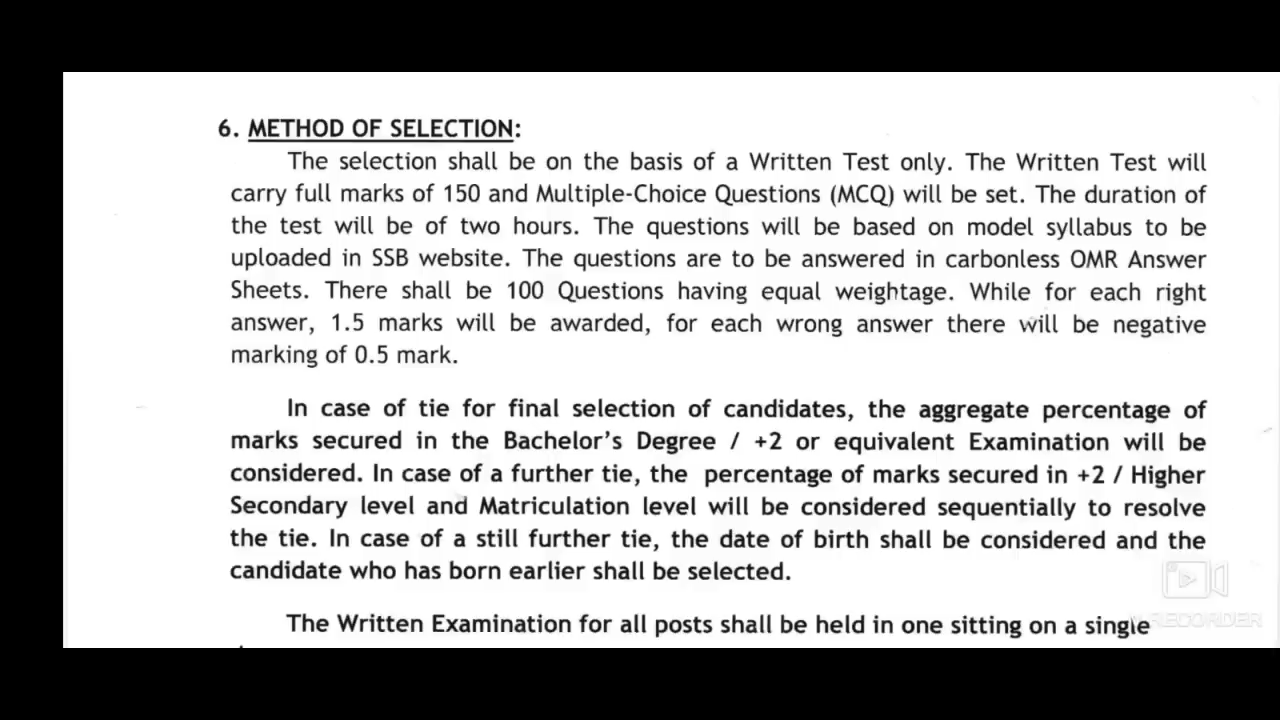 6. METHOD OF SELECTION:
The selection shall be on the basis of a Written Test only. The Written Test will
carry full marks of 150 and Multiple-Choice Questions (MCQ) will be set. The duration of
the test will be of two hours. The questions will be based on model syllabus to be
uploaded in SSB website. The questions are to be answered in carbonless OMR Answer
Sheets. There shall be 100 Questions having equal weightage. While for each right
answer, 1.5 marks will be awarded, for each wrong answer there will be negative
marking of 0.5 mark.
In case of tie for final selection of candidates, the aggregate percentage of
marks secured in the Bachelor's Degree / +2 or equivalent Examination will be
considered. In case of a further tie, the percentage of marks secured in +2 / Higher
Secondary level and Matriculation level will be considered sequentially to resolve
the tie. In case of a still further tie, the date of birth shall be considered and the
candidate who has born earlier shall be selected.
The Written Examination for all posts shall be held in one sitting on a single
RECORDER